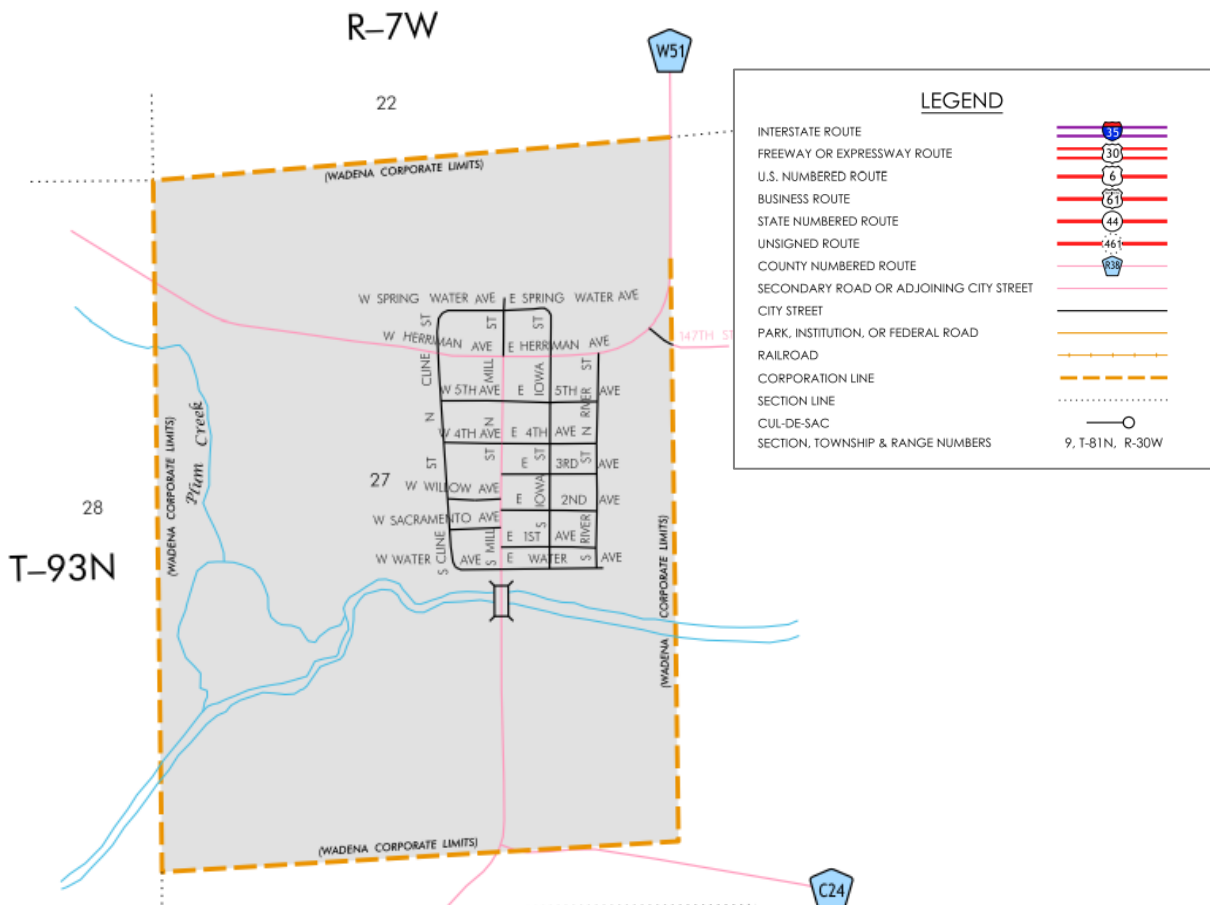 R–7W
W51
22
(WADENA CORPORATE LIMITS)
LEGEND
INTERSTATE ROUTE
35
FREEWAY OR EXPRESSWAY ROUTE
30
U.S. NUMBERED ROUTE
6
BUSINESS ROUTE
61
STATE NUMBERED ROUTE
44
UNSIGNED ROUTE
461
COUNTY NUMBERED ROUTE
R38
SECONDARY ROAD OR ADJOINING CITY STREET
CITY STREET
PARK, INSTITUTION, OR FEDERAL ROAD
RAILROAD
CORPORATION LINE
SECTION LINE
CUL-DE-SAC
SECTION, TOWNSHIP & RANGE NUMBERS
9, T-81N, R-30W
W SPRING WATER AVE
E SPRING WATER AVE
W HERRIMAN AVE
E HERRIMAN AVE
147TH ST
W 5TH AVE
E 5TH AVE
W 4TH AVE
E 4TH AVE
E 3RD AVE
W WILLOW AVE
E 2ND AVE
W SACRAMENTO AVE
E 1ST AVE
W WATER AVE
E WATER AVE
N CLINE ST
S CLINE ST
N MILL ST
S MILL ST
IOWA ST
S IOWA ST
N RIVER ST
S RIVER ST
Plum Creek
27
28
T–93N
(WADENA CORPORATE LIMITS)
(WADENA CORPORATE LIMITS)
(WADENA CORPORATE LIMITS)
C24